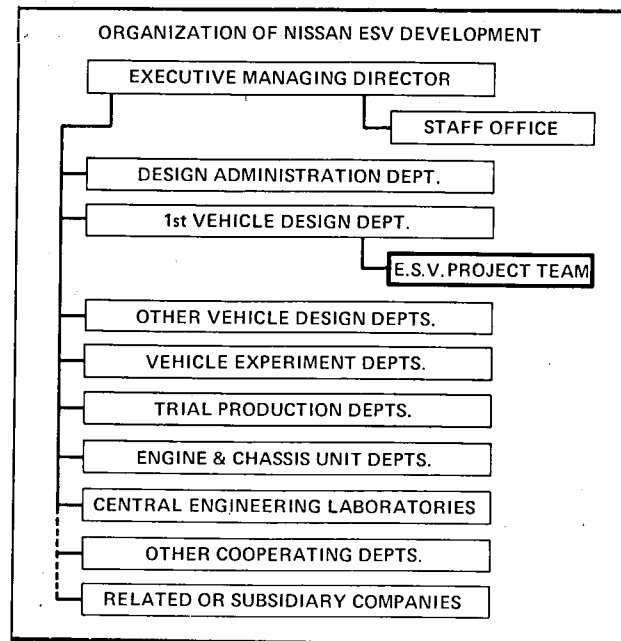 ORGANIZATION OF NISSAN ESV DEVELOPMENT
EXECUTIVE MANAGING DIRECTOR
STAFF OFFICE
DESIGN ADMINISTRATION DEPT.
1st VEHICLE DESIGN DEPT.
E.S.V. PROJECT TEAM
OTHER VEHICLE DESIGN DEPTS.
VEHICLE EXPERIMENT DEPTS.
TRIAL PRODUCTION DEPTS.
ENGINE & CHASSIS UNIT DEPTS.
CENTRAL ENGINEERING LABORATORIES
OTHER COOPERATING DEPTS.
RELATED OR SUBSIDIARY COMPANIES